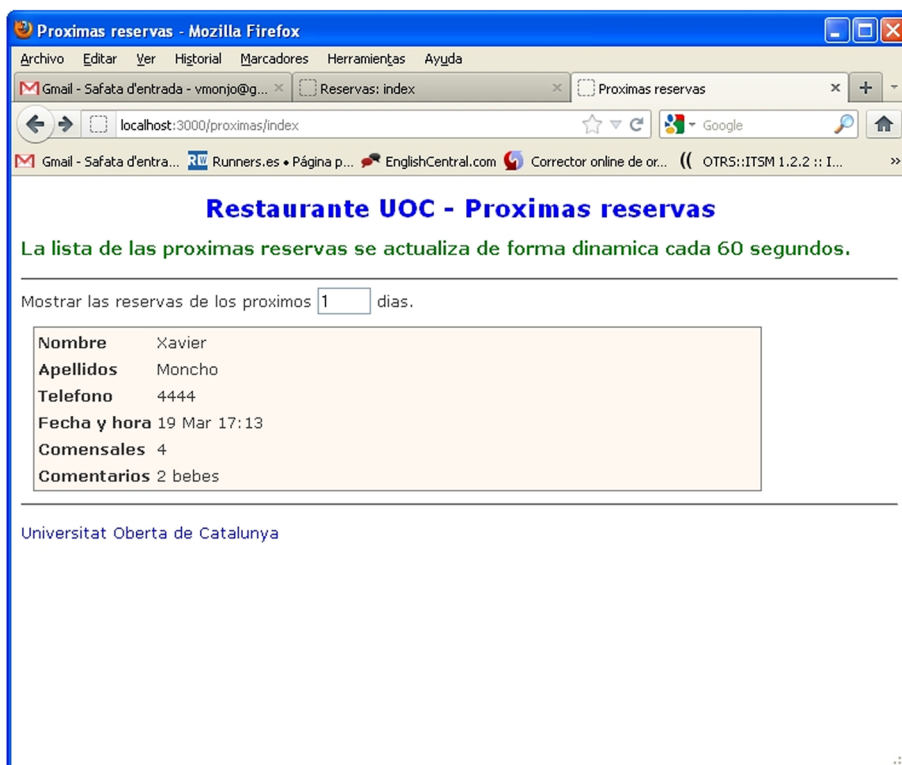 Proximas reservas - Mozilla Firefox
Archivo Editar Ver Historial Marcadores Herramientas Ayuda
Gmail - Safata d'entrada - vmonjo@g... Reservas: index Proximas reservas
localhost:3000/proximas/index Google
Gmail - Safata d'entra... RW Runners.es • Página p... EnglishCentral.com Corrector online de or... (( OTRS::ITSM 1.2.2 :: I... »
Restaurante UOC - Proximas reservas
La lista de las proximas reservas se actualiza de forma dinamica cada 60 segundos.
Mostrar las reservas de los proximos 1 dias.
Nombre Xavier
Apellidos Moncho
Telefono 4444
Fecha y hora 19 Mar 17:13
Comensales 4
Comentarios 2 bebes
Universitat Oberta de Catalunya